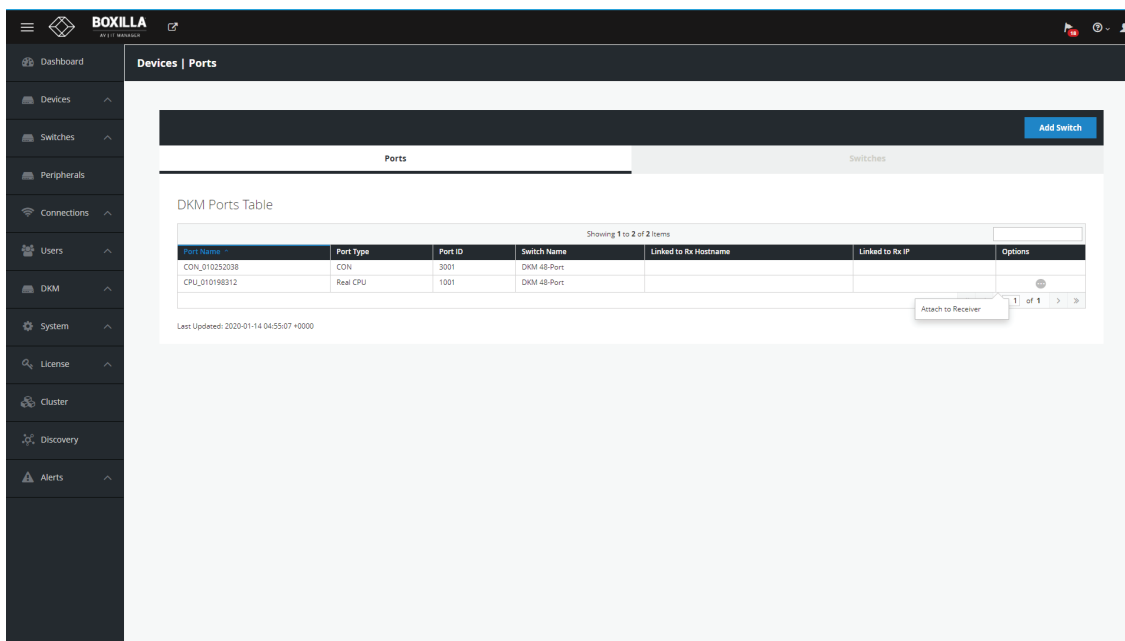 BOXILLA
AV | IT MANAGER
18
Dashboard
Devices | Ports
Devices
Switches
Peripherals
Connections
Users
DKM
System
License
Cluster
Discovery
Alerts
Add Switch
Ports Switches
DKM Ports Table
Showing 1 to 2 of 2 Items
Port Name Port Type Port ID Switch Name Linked to Rx Hostname Linked to Rx IP Options
CON_010252038 CON 3001 DKM 48-Port
CPU_010198312 Real CPU 1001 DKM 48-Port
1 of 1
Attach to Receiver
Last Updated: 2020-01-14 04:55:07 +0000